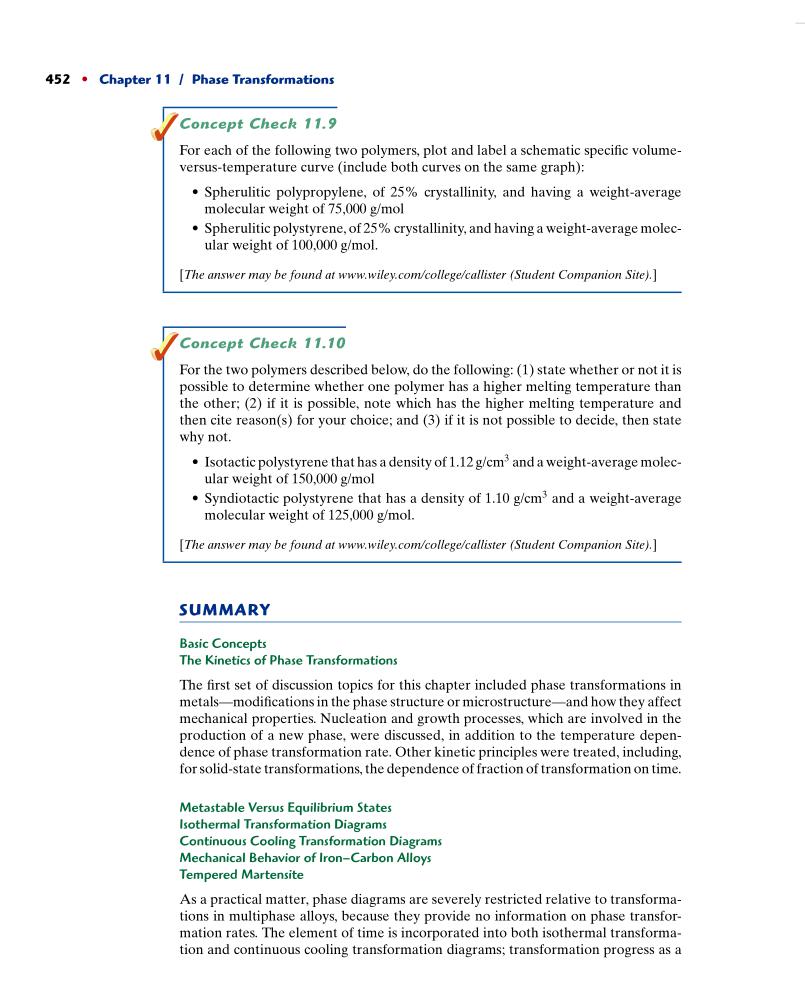 452 • Chapter 11 / Phase Transformations
Concept Check 11.9
For each of the following two polymers, plot and label a schematic specific volume-
versus-temperature curve (include both curves on the same graph):
• Spherulitic polypropylene, of 25% crystallinity, and having a weight-average
molecular weight of 75,000 g/mol
• Spherulitic polystyrene, of 25% crystallinity, and having a weight-average molec-
ular weight of 100,000 g/mol.
[The answer may be found at www.wiley.com/college/callister (Student Companion Site).]
Concept Check 11.10
For the two polymers described below, do the following: (1) state whether or not it is
possible to determine whether one polymer has a higher melting temperature than
the other; (2) if it is possible, note which has the higher melting temperature and
then cite reason(s) for your choice; and (3) if it is not possible to decide, then state
why not.
• Isotactic polystyrene that has a density of 1.12 g/cm³ and a weight-average molec-
ular weight of 150,000 g/mol
• Syndiotactic polystyrene that has a density of 1.10 g/cm³ and a weight-average
molecular weight of 125,000 g/mol.
[The answer may be found at www.wiley.com/college/callister (Student Companion Site).]
SUMMARY
Basic Concepts
The Kinetics of Phase Transformations
The first set of discussion topics for this chapter included phase transformations in
metals—modifications in the phase structure or microstructure—and how they affect
mechanical properties. Nucleation and growth processes, which are involved in the
production of a new phase, were discussed, in addition to the temperature depen-
dence of phase transformation rate. Other kinetic principles were treated, including,
for solid-state transformations, the dependence of fraction of transformation on time.
Metastable Versus Equilibrium States
Isothermal Transformation Diagrams
Continuous Cooling Transformation Diagrams
Mechanical Behavior of Iron–Carbon Alloys
Tempered Martensite
As a practical matter, phase diagrams are severely restricted relative to transforma-
tions in multiphase alloys, because they provide no information on phase transfor-
mation rates. The element of time is incorporated into both isothermal transforma-
tion and continuous cooling transformation diagrams; transformation progress as a